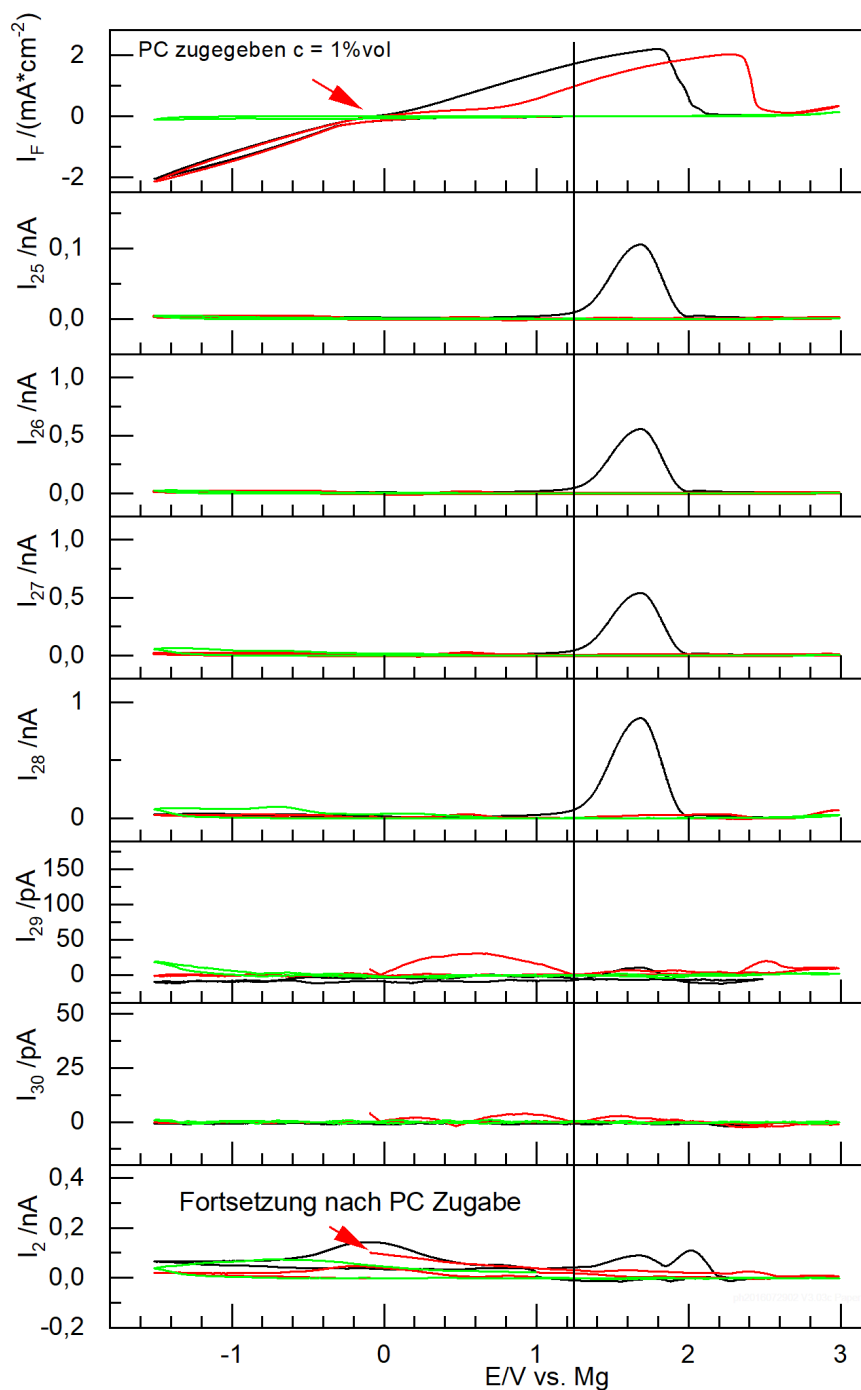 PC zugegeben c = 1%vol
I_F /(mA*cm-2)
2
0
-2
I_25 /nA
0,1
0,0
I_26 /nA
1,0
0,5
0,0
I_27 /nA
1,0
0,5
0,0
I_28 /nA
1
0
I_29 /pA
150
100
50
0
I_30 /pA
50
25
0
Fortsetzung nach PC Zugabe
I_2 /nA
0,4
0,2
0,0
-0,2
-1 0 1 2 3
E/V vs. Mg